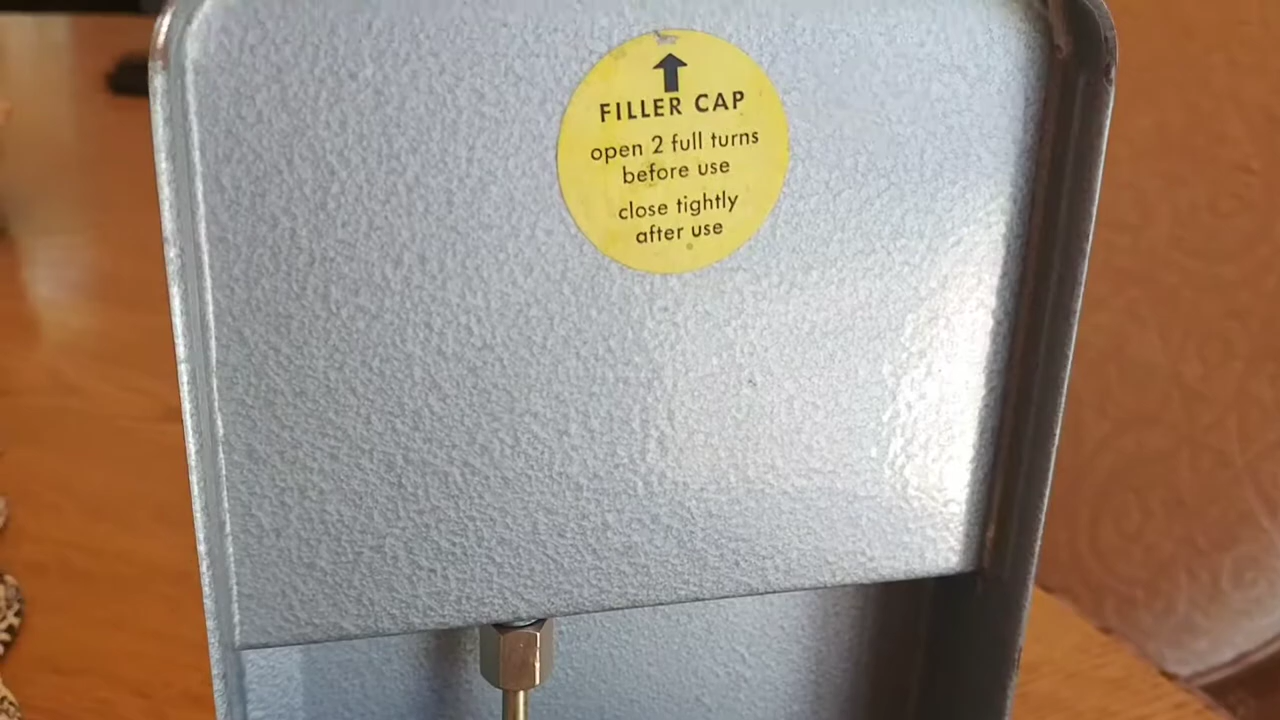 FILLER CAP
open 2 full turns
before use
close tightly
after use